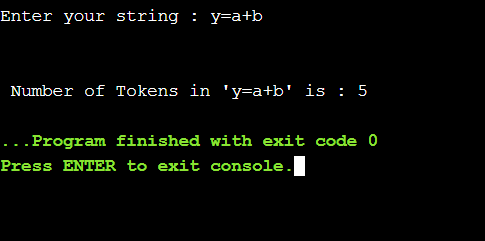 Enter your string : y=a+b
Number of Tokens in 'y=a+b' is : 5
...Program finished with exit code 0
Press ENTER to exit console.